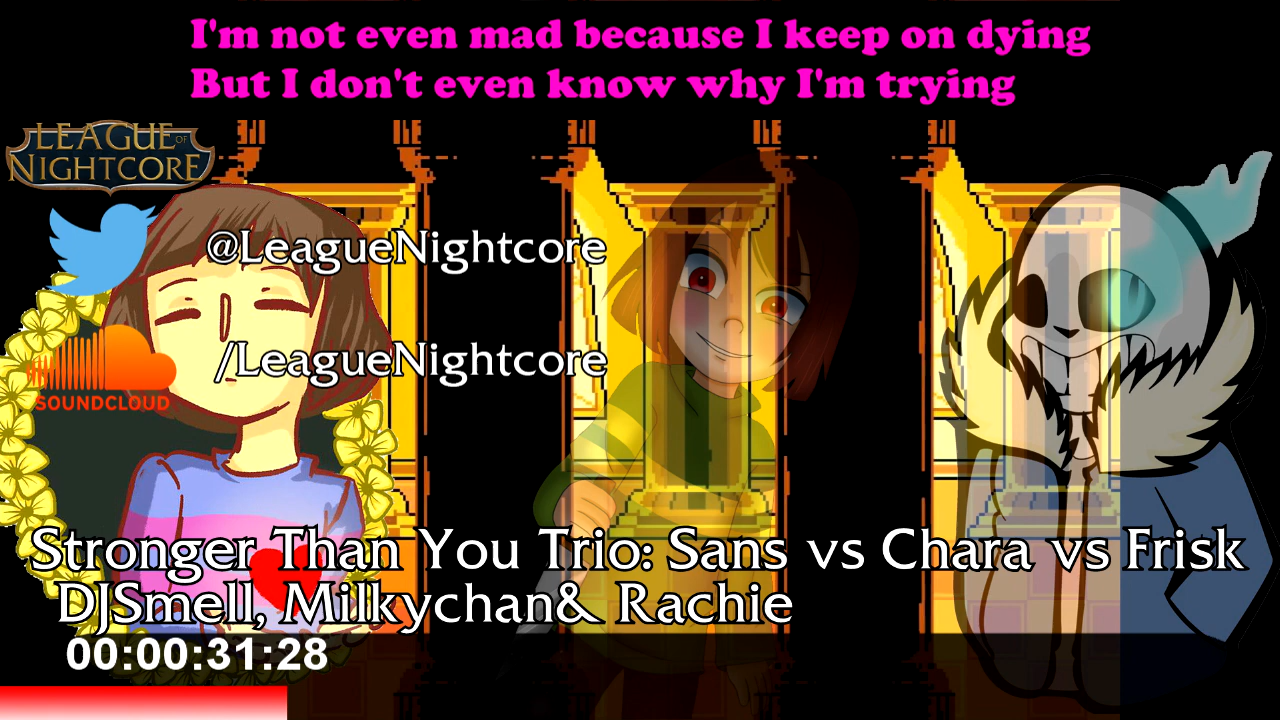 I'm not even mad because I keep on dying
But I don't even know why I'm trying
LEAGUE OF
NIGHTCORE
@LeagueNightcore
/LeagueNightcore
SOUNDCLOUD
Stronger Than You Trio: Sans vs Chara vs Frisk
DJSmell, Milkychan& Rachie
00:00:31:28